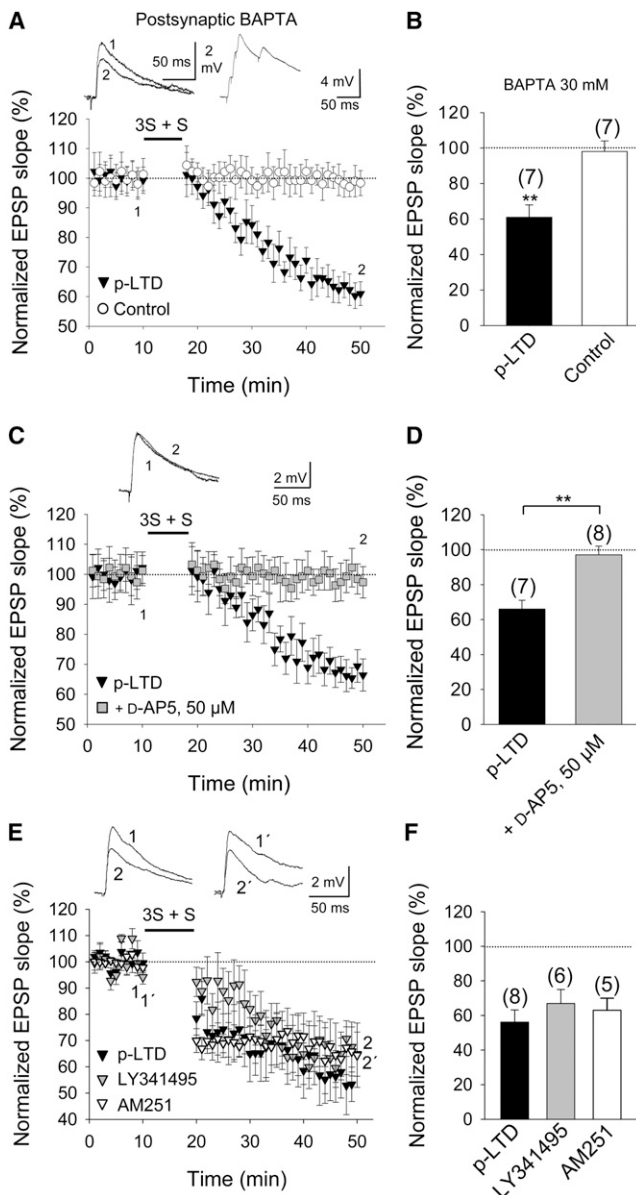 A
Postsynaptic BAPTA
1
2
50 ms
2 mV
4 mV
50 ms
3S + S
Normalized EPSP slope (%)
120
110
100
90
80
70
60
50
1
2
p-LTD
Control
0 10 20 30 40 50
Time (min)
B
BAPTA 30 mM
Normalized EPSP slope (%)
120
100
80
60
40
20
0
(7)
**
(7)
p-LTD
Control
C
2
1
2 mV
50 ms
3S + S
Normalized EPSP slope (%)
120
110
100
90
80
70
60
50
1
2
p-LTD
+ D-AP5, 50 µM
0 10 20 30 40 50
Time (min)
D
**
Normalized EPSP slope (%)
120
100
80
60
40
20
0
(7)
(8)
p-LTD
+ D-AP5, 50 µM
E
1
2
1´
2´
2 mV
50 ms
3S + S
Normalized EPSP slope (%)
120
110
100
90
80
70
60
50
40
1
1´
2
2´
p-LTD
LY341495
AM251
0 10 20 30 40 50
Time (min)
F
Normalized EPSP slope (%)
120
100
80
60
40
20
0
(8)
(6)
(5)
p-LTD
LY341495
AM251